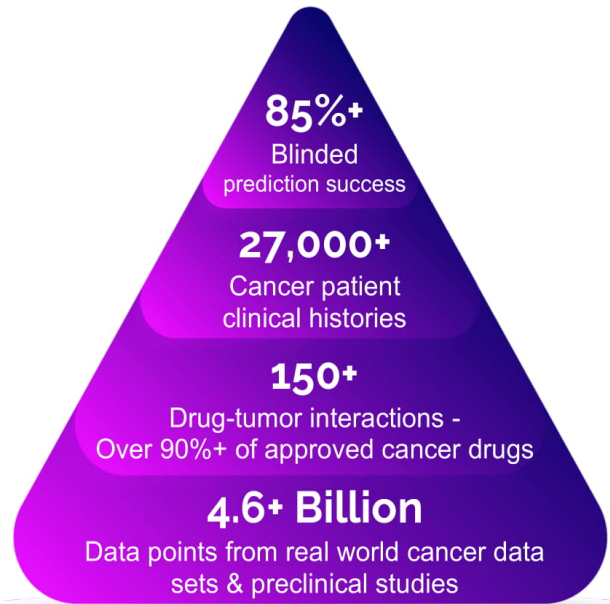 85%+
Blinded
prediction success
27,000+
Cancer patient
clinical histories
150+
Drug-tumor interactions -
Over 90%+ of approved cancer drugs
4.6+ Billion
Data points from real world cancer data
sets & preclinical studies